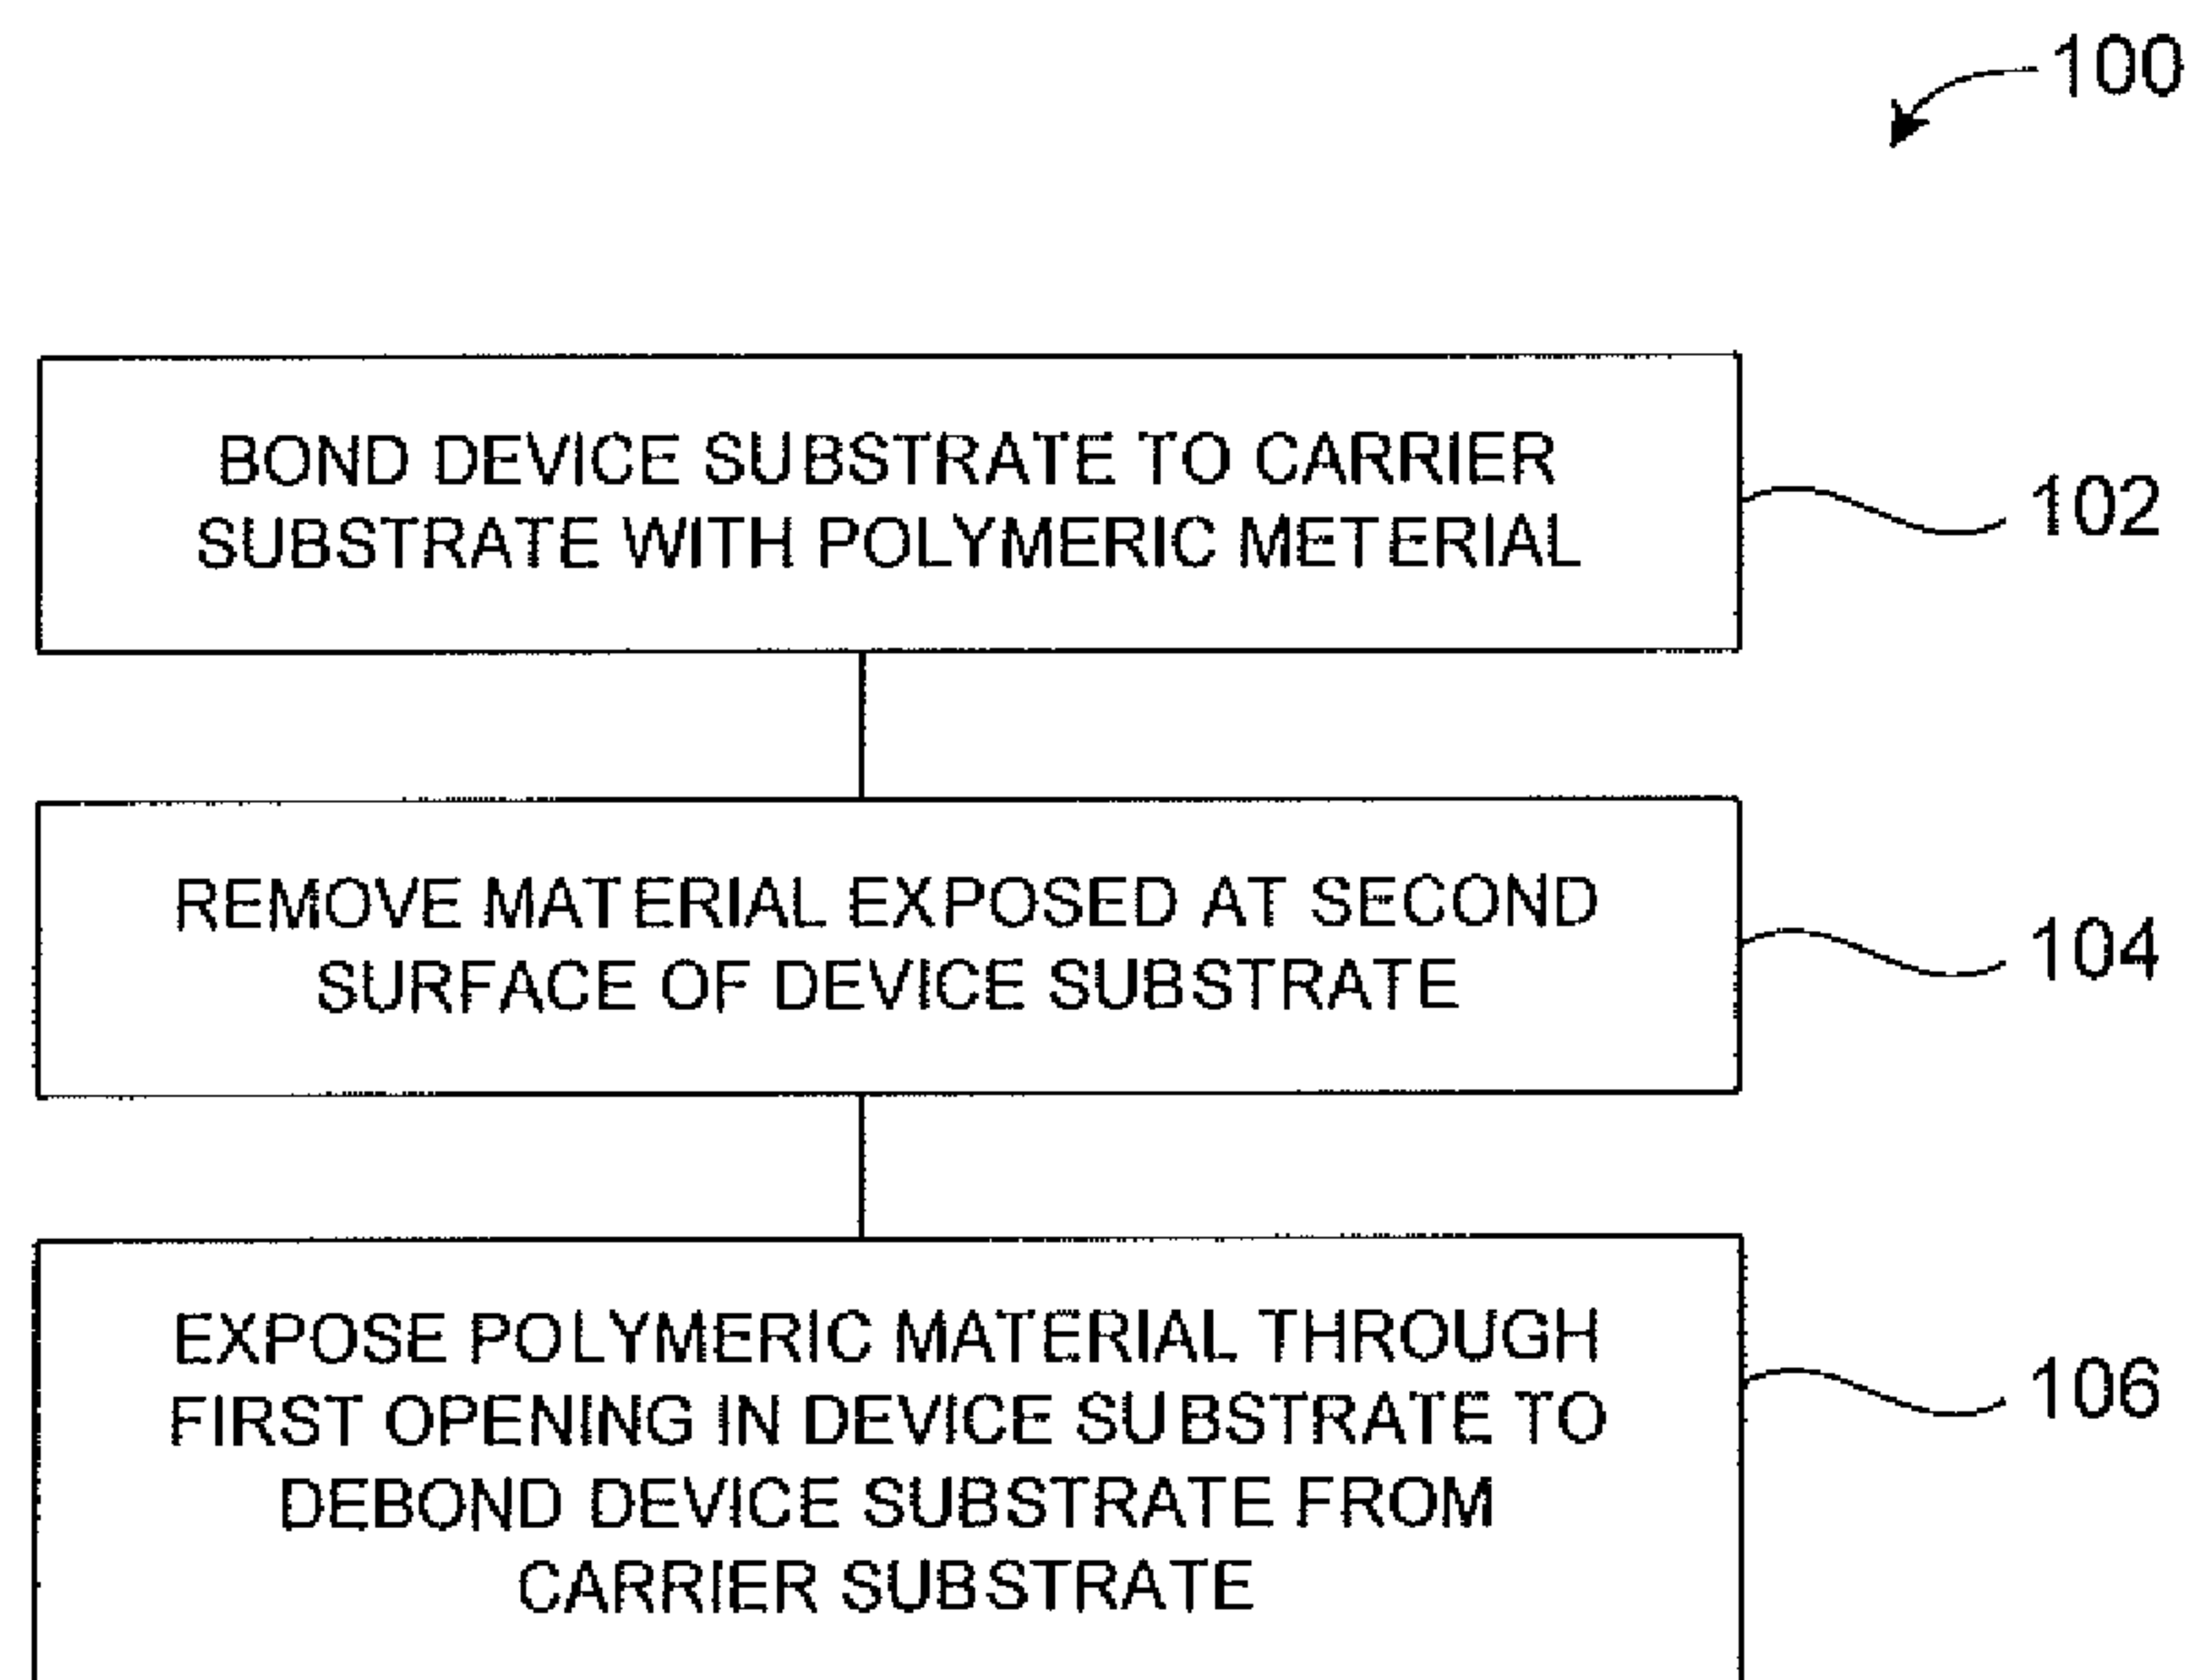 100
BOND DEVICE SUBSTRATE TO CARRIER
SUBSTRATE WITH POLYMERIC METERIAL
102
REMOVE MATERIAL EXPOSED AT SECOND
SURFACE OF DEVICE SUBSTRATE
104
EXPOSE POLYMERIC MATERIAL THROUGH
FIRST OPENING IN DEVICE SUBSTRATE TO
DEBOND DEVICE SUBSTRATE FROM
CARRIER SUBSTRATE
106